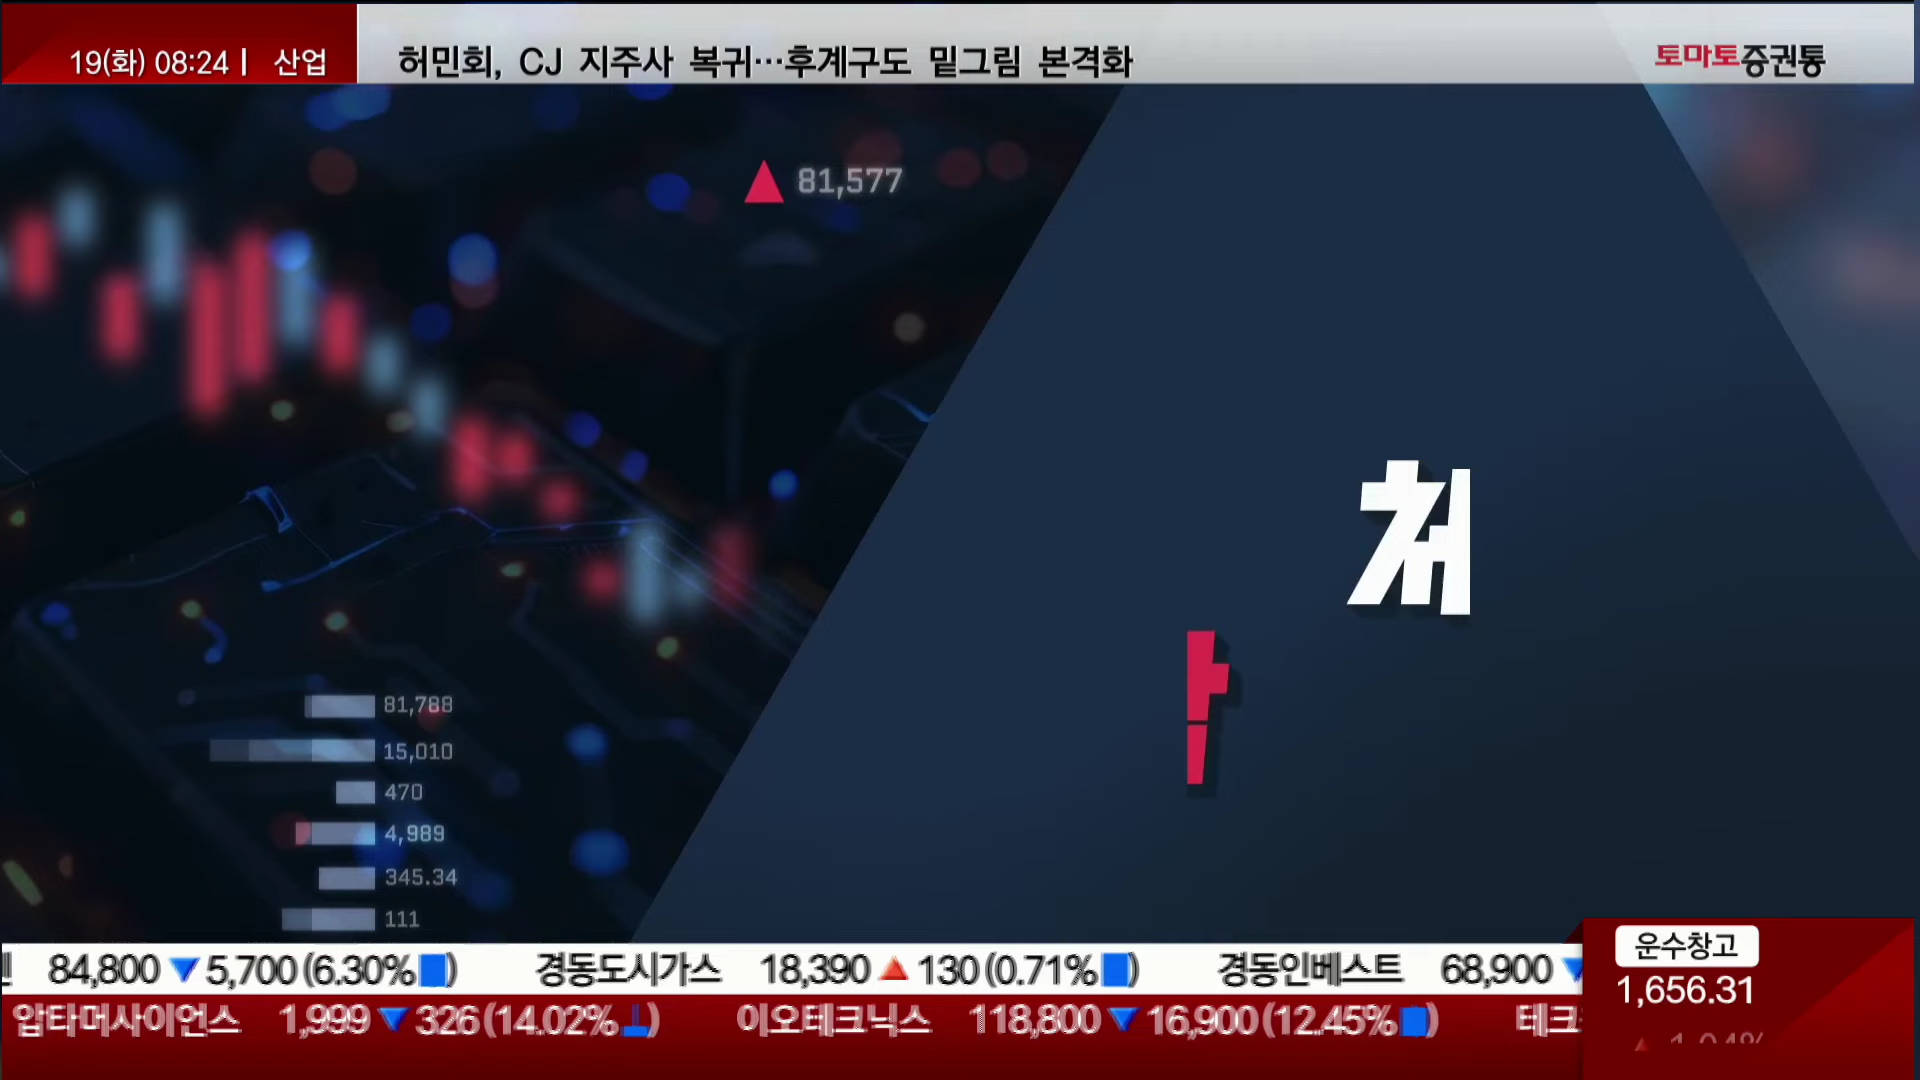 19(화) 08:24 | 산업
허민회, CJ 지주사 복귀…후계구도 밑그림 본격화
토마토증권통
81,577
81,788
15,010
470
4,989
345.34
111
84,800 ▼ 5,700 (6.30%) 경동도시가스 18,390 ▲ 130 (0.71%) 경동인베스트 68,900 ▼
압타머사이언스 1,999 ▼ 326 (14.02%) 이오테크닉스 118,800 ▼ 16,900 (12.45%) 테크
운수창고
1,656.31
▲ 1.04%